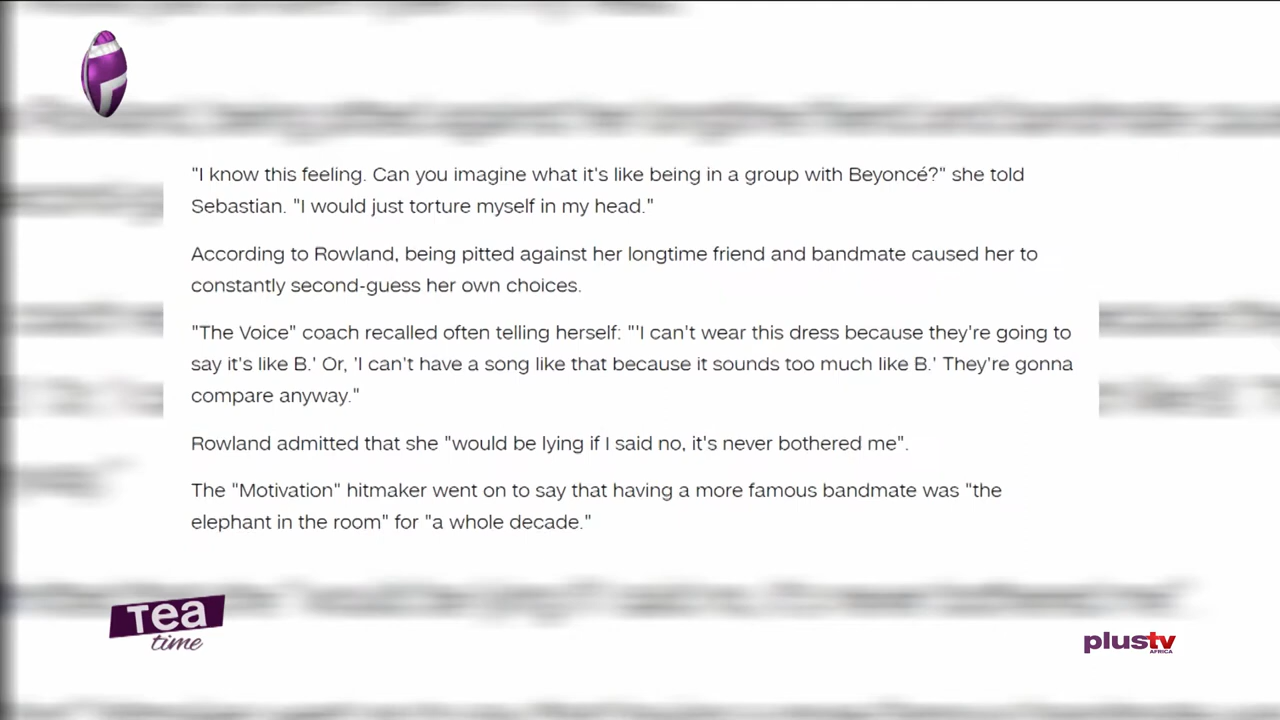 "I know this feeling. Can you imagine what it's like being in a group with Beyoncé?" she told
Sebastian. "I would just torture myself in my head."
According to Rowland, being pitted against her longtime friend and bandmate caused her to
constantly second-guess her own choices.
"The Voice" coach recalled often telling herself: "'I can't wear this dress because they're going to
say it's like B.' Or, 'I can't have a song like that because it sounds too much like B.' They're gonna
compare anyway."
Rowland admitted that she "would be lying if I said no, it's never bothered me".
The "Motivation" hitmaker went on to say that having a more famous bandmate was "the
elephant in the room" for "a whole decade."
Tea
time
plustv
AFRICA